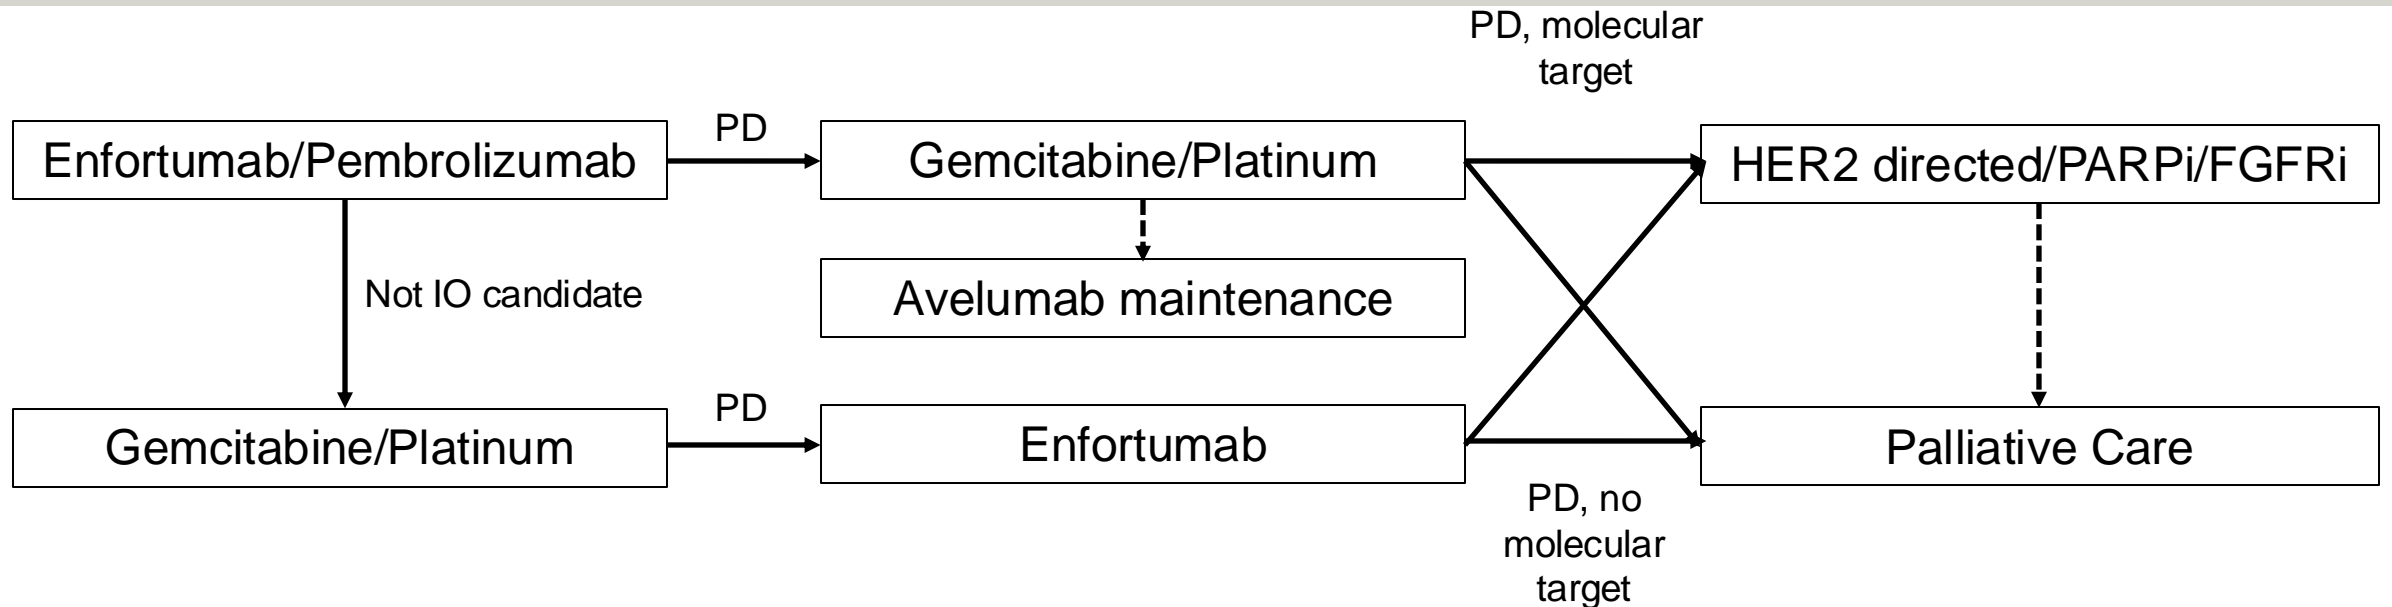 PD, molecular
target
Enfortumab/Pembrolizumab
PD
Gemcitabine/Platinum
HER2 directed/PARPi/FGFRi
Not IO candidate
Avelumab maintenance
Gemcitabine/Platinum
PD
Enfortumab
Palliative Care
PD, no
molecular
target